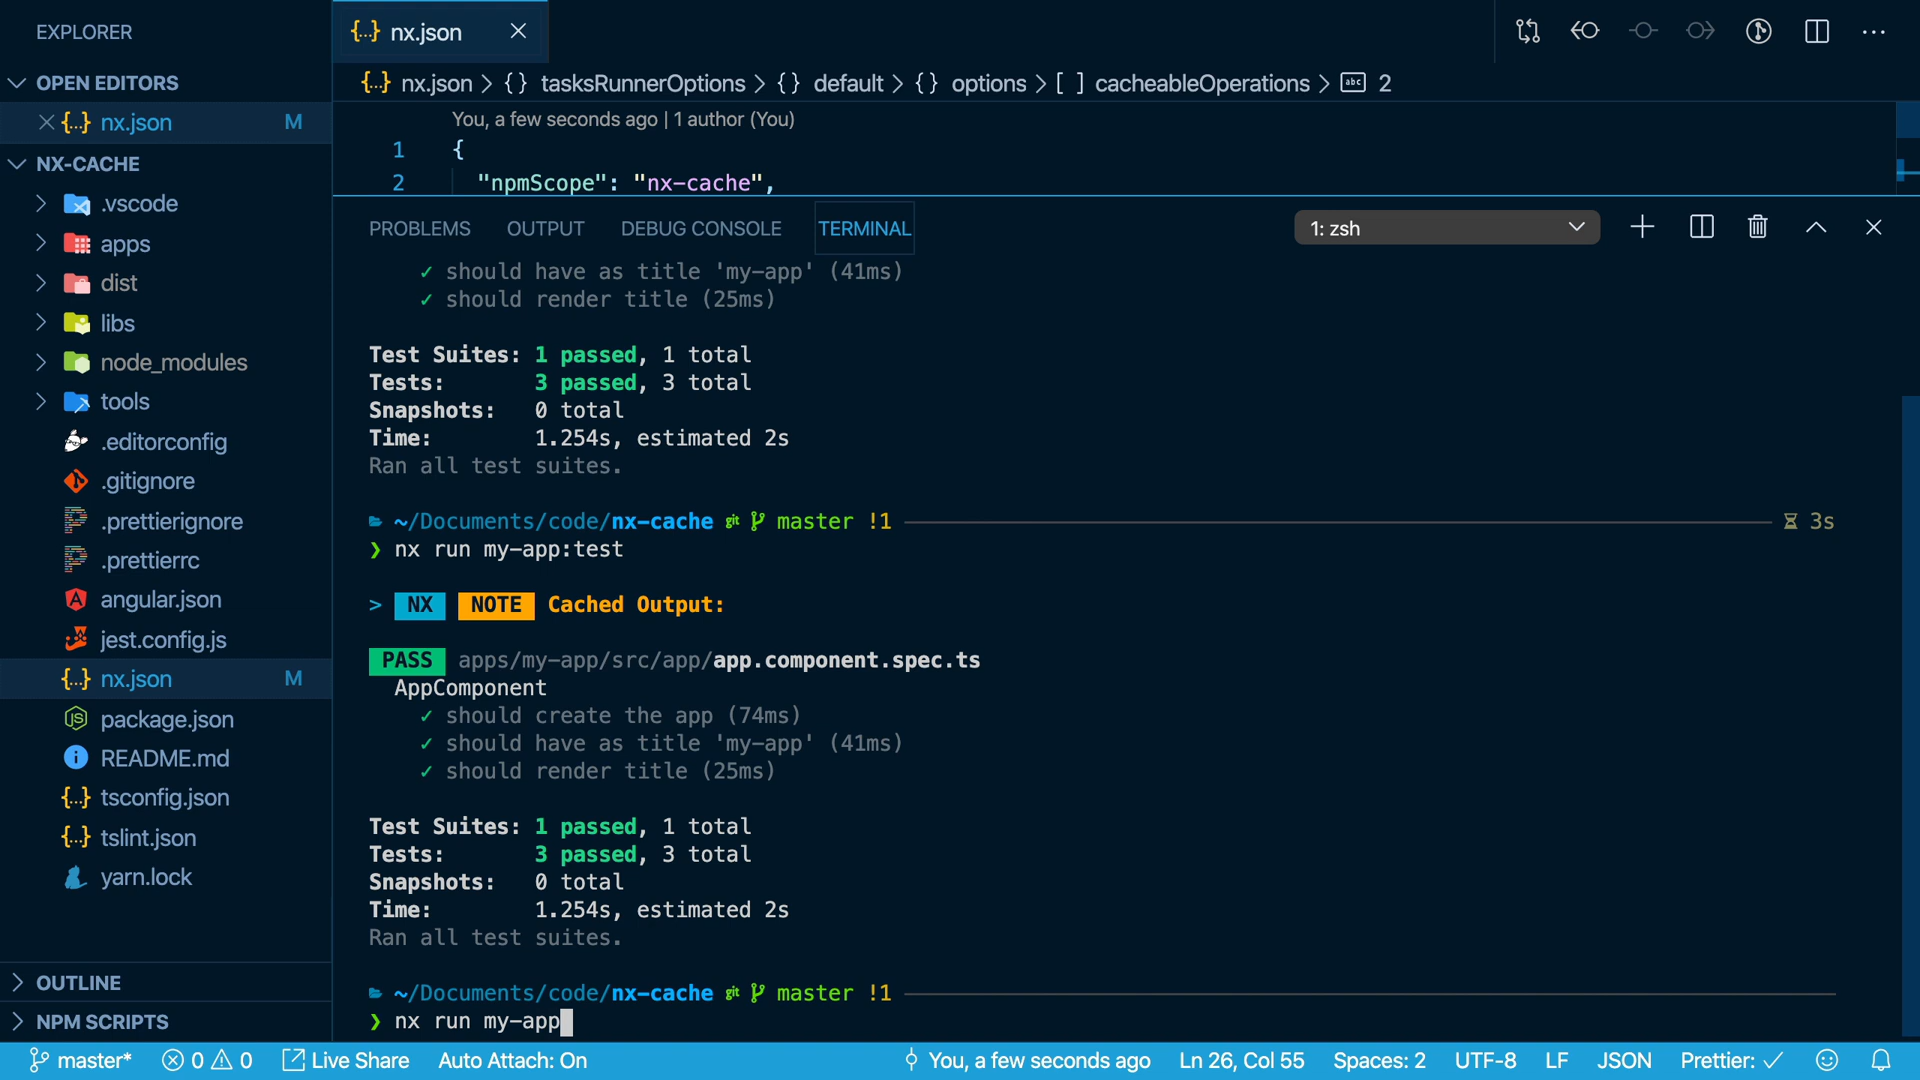 EXPLORER
OPEN EDITORS
{..} nx.json M
NX-CACHE
.vscode
apps
dist
libs
node_modules
tools
.editorconfig
.gitignore
.prettierignore
.prettierrc
angular.json
jest.config.js
{..} nx.json M
package.json
README.md
{..} tsconfig.json
{..} tslint.json
yarn.lock
OUTLINE
NPM SCRIPTS
{..} nx.json
{..} nx.json > {} tasksRunnerOptions > {} default > {} options > [ ] cacheableOperations > abc 2
You, a few seconds ago | 1 author (You)
1 {
2 "npmScope": "nx-cache",
PROBLEMS OUTPUT DEBUG CONSOLE TERMINAL 1: zsh
✓ should have as title 'my-app' (41ms)
✓ should render title (25ms)
Test Suites: 1 passed, 1 total
Tests: 3 passed, 3 total
Snapshots: 0 total
Time: 1.254s, estimated 2s
Ran all test suites.
~/Documents/code/nx-cache git master !1 3s
❯ nx run my-app:test
> NX NOTE Cached Output:
PASS apps/my-app/src/app/app.component.spec.ts
AppComponent
✓ should create the app (74ms)
✓ should have as title 'my-app' (41ms)
✓ should render title (25ms)
Test Suites: 1 passed, 1 total
Tests: 3 passed, 3 total
Snapshots: 0 total
Time: 1.254s, estimated 2s
Ran all test suites.
~/Documents/code/nx-cache git master !1
❯ nx run my-app
master* 0 0 Live Share Auto Attach: On You, a few seconds ago Ln 26, Col 55 Spaces: 2 UTF-8 LF JSON Prettier: ✓